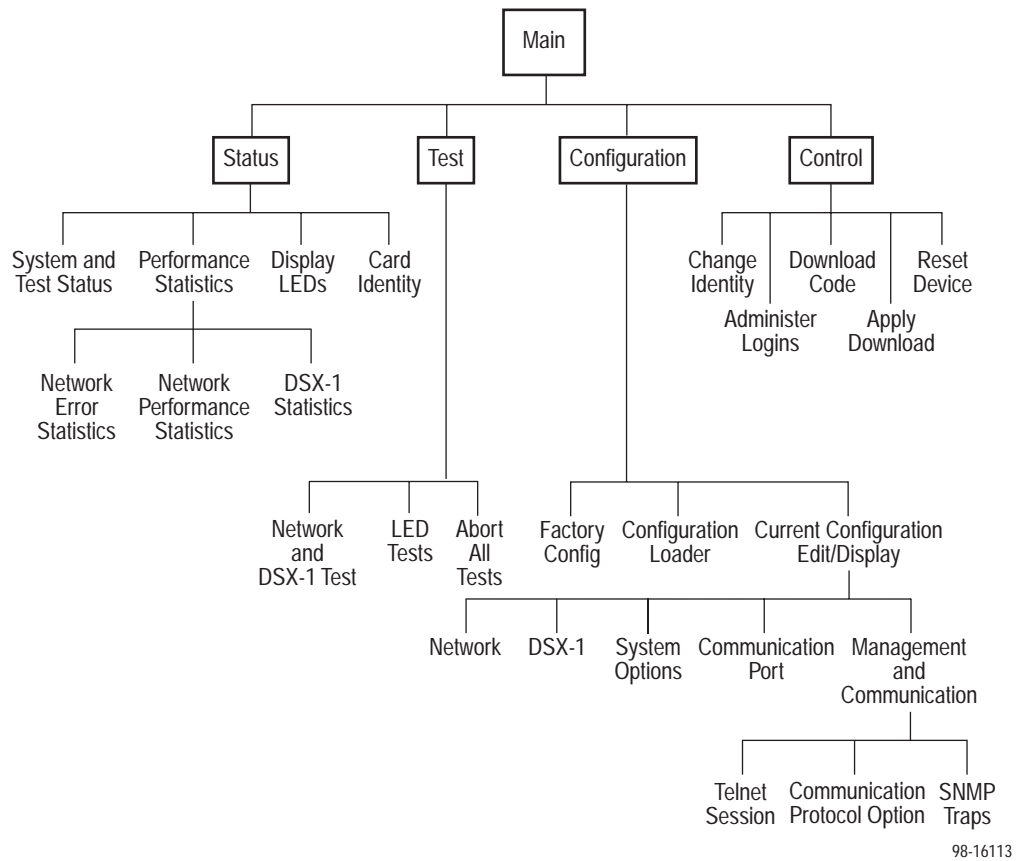 Main
Status
Test
Configuration
Control
System and
Test Status
Performance
Statistics
Display
LEDs
Card
Identity
Change
Identity
Administer
Logins
Download
Code
Apply
Download
Reset
Device
Network
Error
Statistics
Network
Performance
Statistics
DSX-1
Statistics
Network
and
DSX-1 Test
LED
Tests
Abort
All
Tests
Factory
Config
Configuration
Loader
Current Configuration
Edit/Display
Network
DSX-1
System
Options
Communication
Port
Management
and
Communication
Telnet
Session
Communication
Protocol Option
SNMP
Traps
98-16113